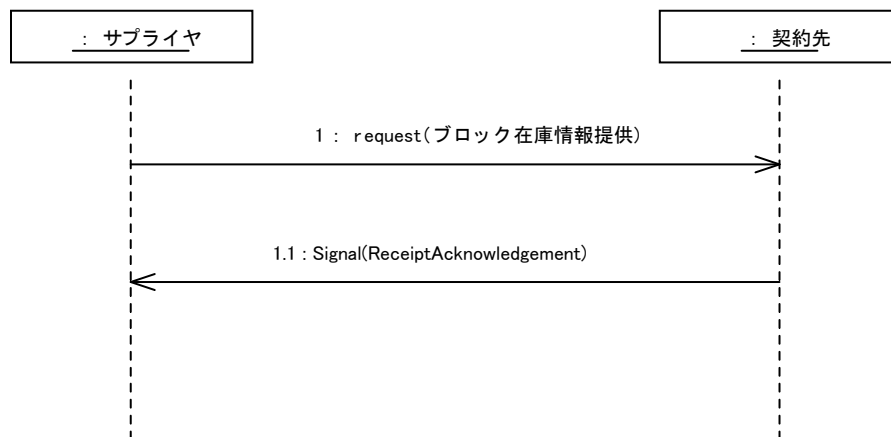 : サプライヤ
: 契約先
1 : request(ブロック在庫情報提供)
1.1 : Signal(ReceiptAcknowledgement)